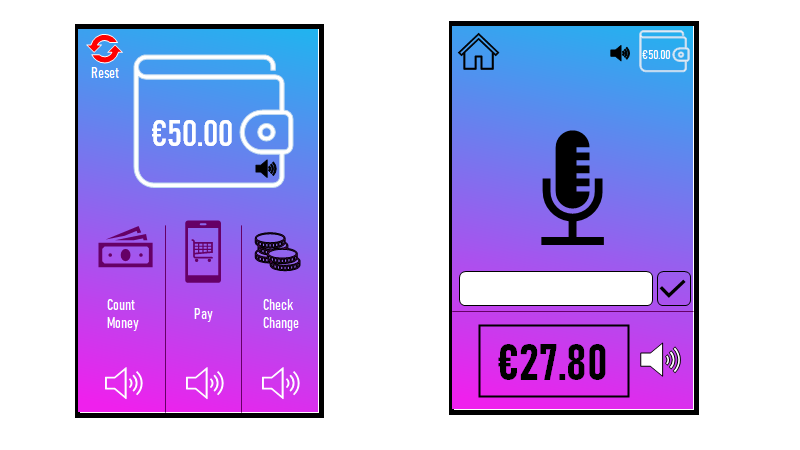 Reset
€50.00
Count
Money
Pay
Check
Change
€50.00
€27.80